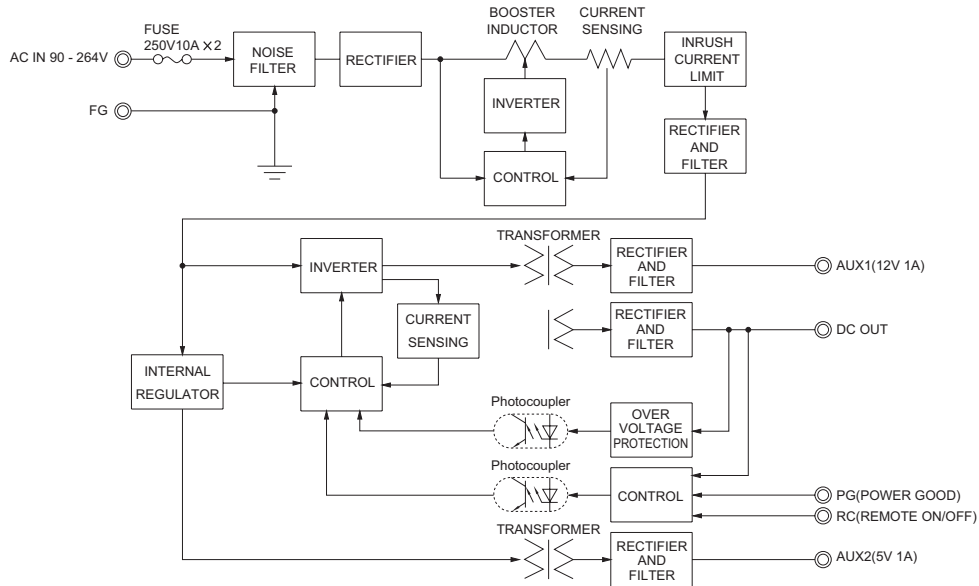 BOOSTER
INDUCTOR
CURRENT
SENSING
FUSE
250V10A X2
AC IN 90 - 264V
NOISE
FILTER
RECTIFIER
INRUSH
CURRENT
LIMIT
INVERTER
FG
RECTIFIER
AND
FILTER
CONTROL
TRANSFORMER
INVERTER
RECTIFIER
AND
FILTER
AUX1(12V 1A)
CURRENT
SENSING
RECTIFIER
AND
FILTER
DC OUT
INTERNAL
REGULATOR
CONTROL
Photocoupler
OVER
VOLTAGE
PROTECTION
Photocoupler
CONTROL
PG(POWER GOOD)
RC(REMOTE ON/OFF)
TRANSFORMER
RECTIFIER
AND
FILTER
AUX2(5V 1A)